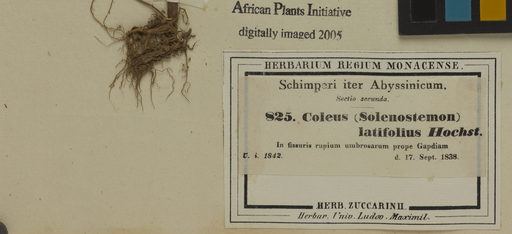 African Plants Initiative
digitally imaged 2005
HERBARIUM REGIUM MONACENSE.
Schimperi iter Abyssinicum.
Sectio secunda.
825. Coleus (Solenostemon)
latifolius Hochst.
In fissuris rupium umbrosarum prope Gapdiam
U. i. 1842. d. 17. Sept. 1838.
HERB. ZUCCARINII.
Herbar. Univ. Ludov. Maximil.